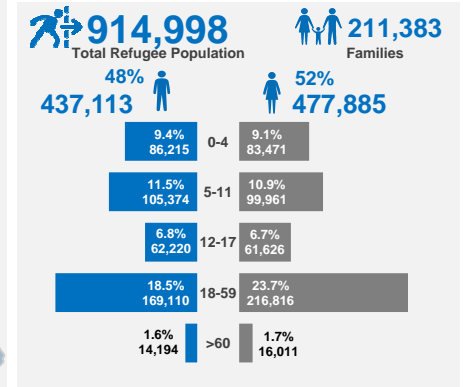 914,998 211,383
Total Refugee Population Families
48% 52%
437,113 477,885
9.4% 9.1%
86,215 0-4 83,471
11.5% 10.9%
105,374 5-11 99,961
6.8% 6.7%
62,220 12-17 61,626
18.5% 23.7%
169,110 18-59 216,816
1.6% 1.7%
14,194 >60 16,011